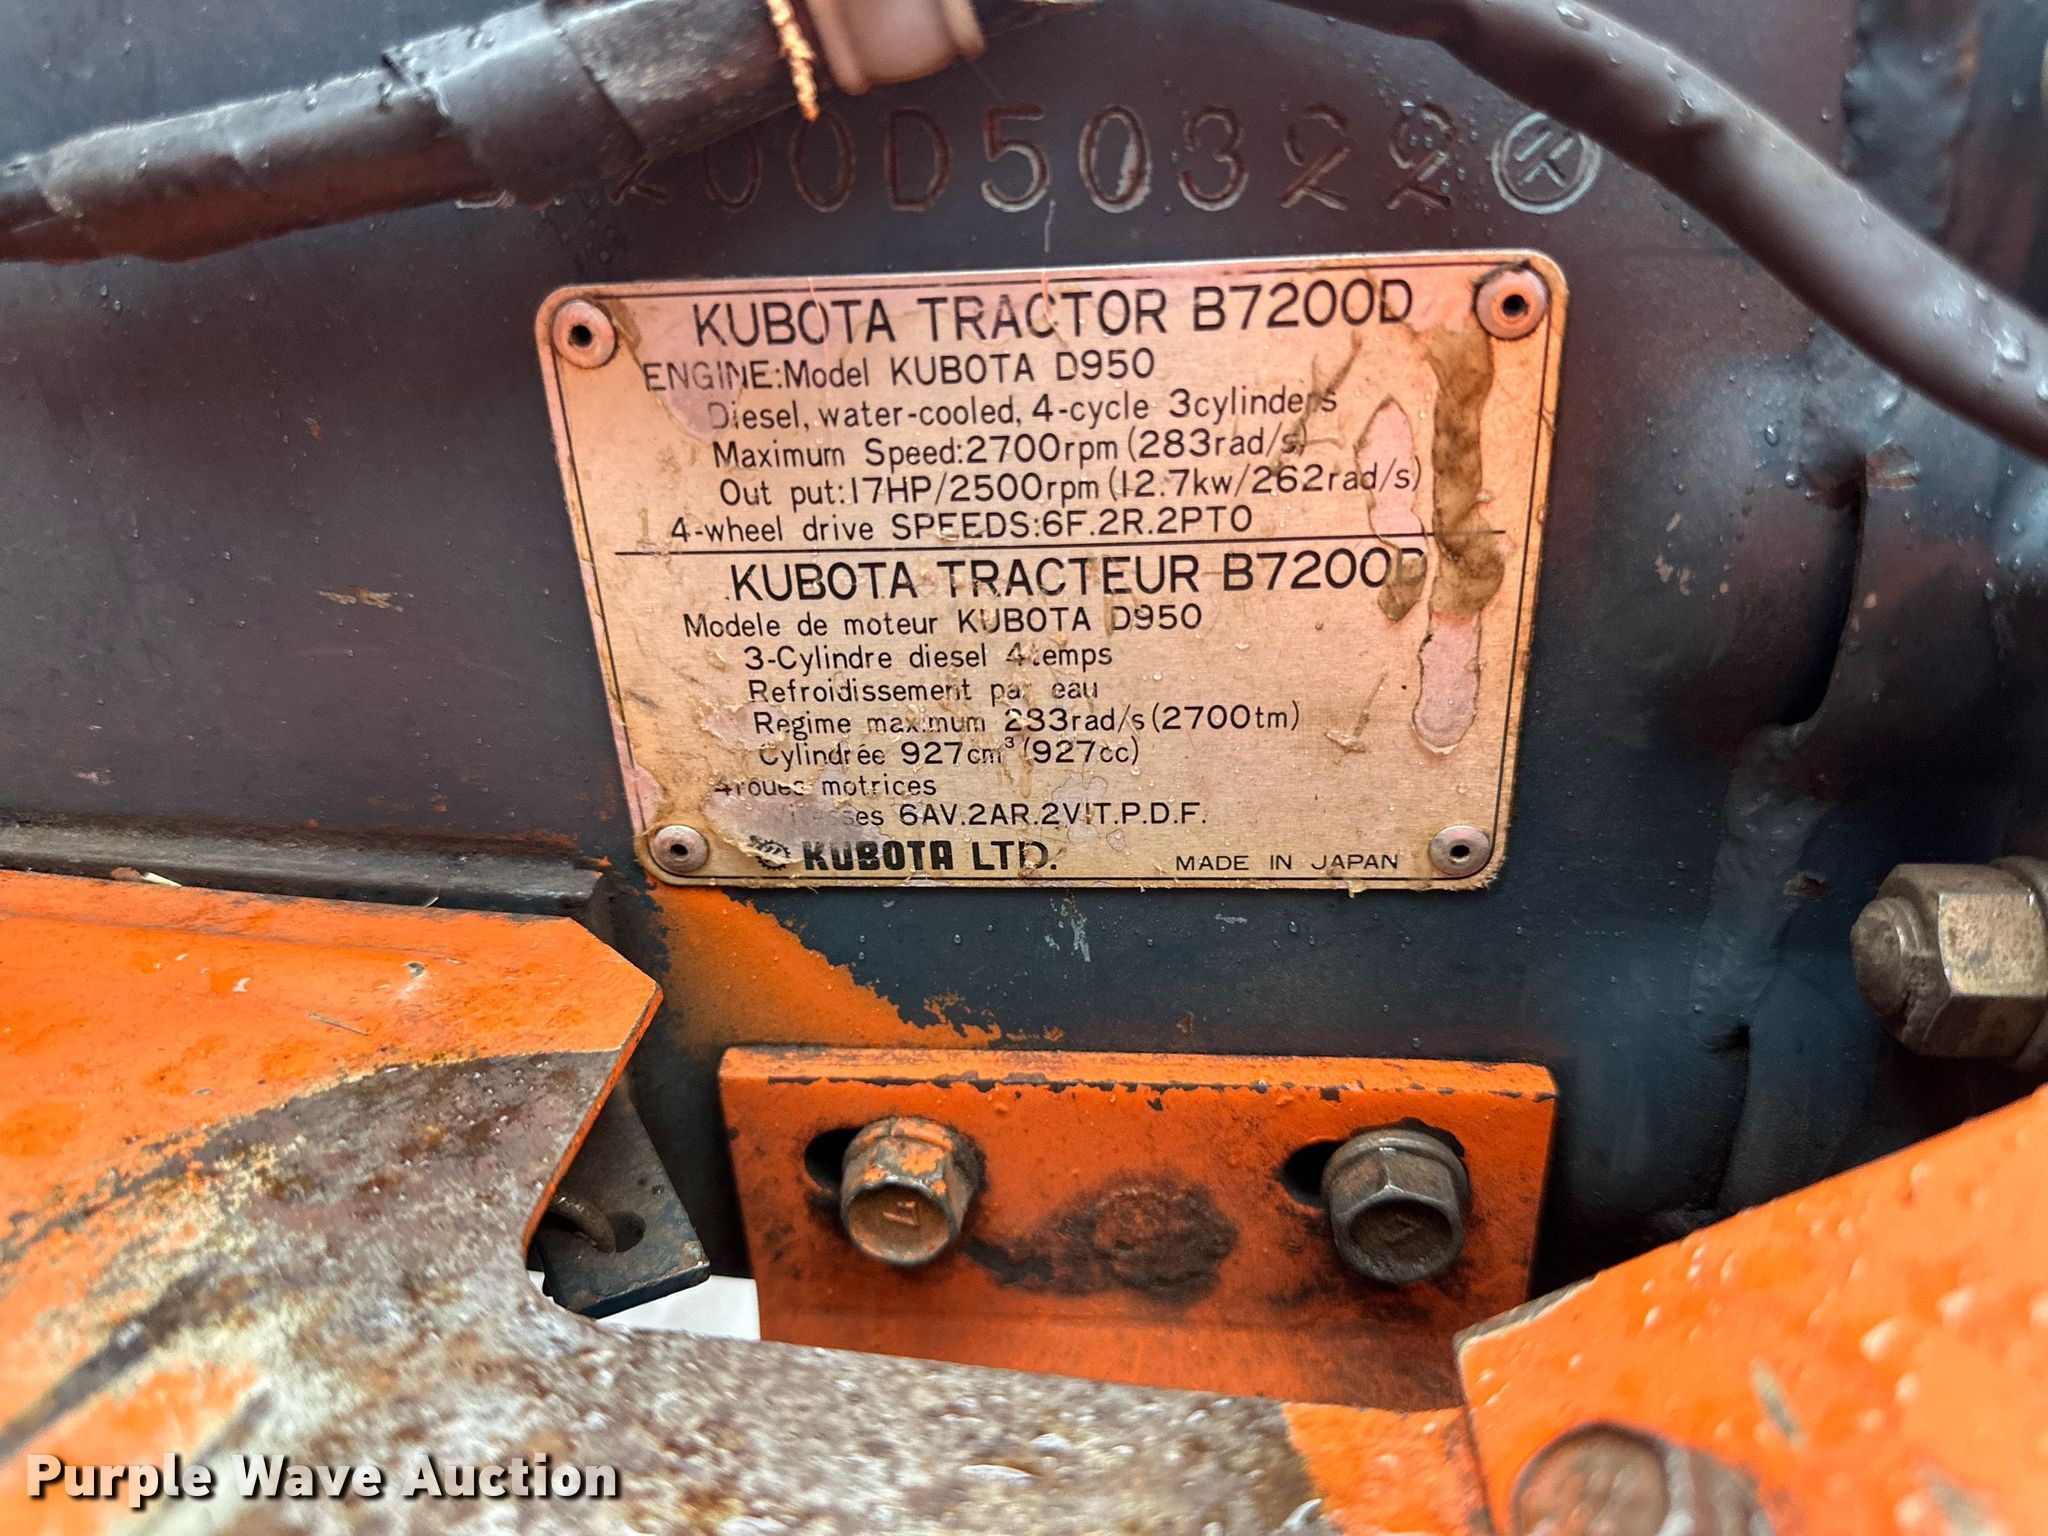 200D50322
KUBOTA TRACTOR B7200D
ENGINE:Model KUBOTA D950
Diesel, water-cooled, 4-cycle 3cylinders
Maximum Speed:2700rpm (283rad/s)
Out put:17HP/2500rpm (12.7kw/262rad/s)
4-wheel drive SPEEDS:6F.2R.2PTO
KUBOTA TRACTEUR B7200D
Modele de moteur KUBOTA D950
3-Cylindre diesel 4temps
Refroidissement par eau
Regime maximum 283rad/s (2700tm)
Cylindrée 927cm³ (927cc)
4roues motrices
6AV.2AR.2VIT.P.D.F.
KUBOTA LTD.
MADE IN JAPAN
Purple Wave Auction